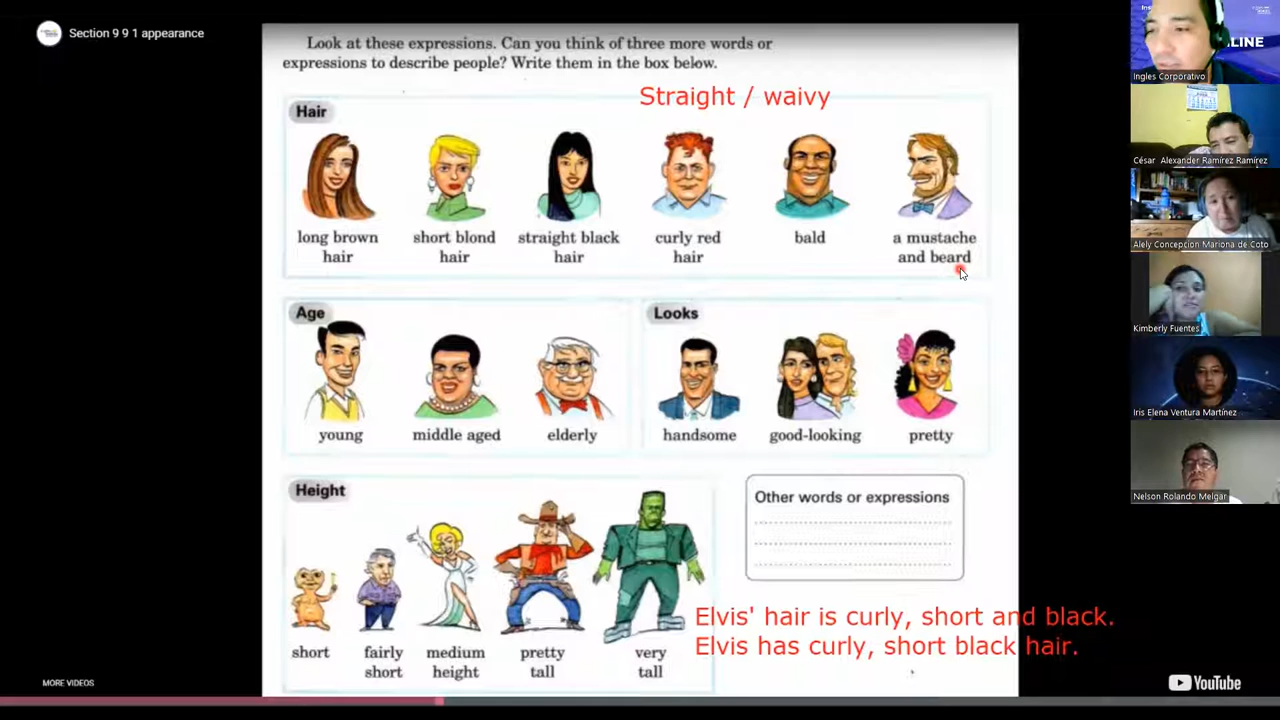 Section 9 9 1 appearance
Look at these expressions. Can you think of three more words or
expressions to describe people? Write them in the box below.
Straight / waivy
Hair
long brown
hair
short blond
hair
straight black
hair
curly red
hair
bald
a mustache
and beard
Age
young
middle aged
elderly
Looks
handsome
good-looking
pretty
Height
short
fairly
short
medium
height
pretty
tall
very
tall
Other words or expressions
Elvis' hair is curly, short and black.
Elvis has curly, short black hair.
MORE VIDEOS
YouTube
LINE
Ingles Corporativo
César Alexander Ramírez Ramírez
Alely Concepcion Mariona de Coto
Kimberly Fuentes
Iris Elena Ventura Martínez
Nelson Rolando Melgar